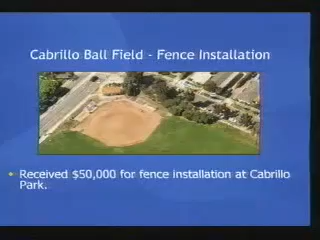 Cabrillo Ball Field - Fence Installation
• Received $50,000 for fence installation at Cabrillo
Park.